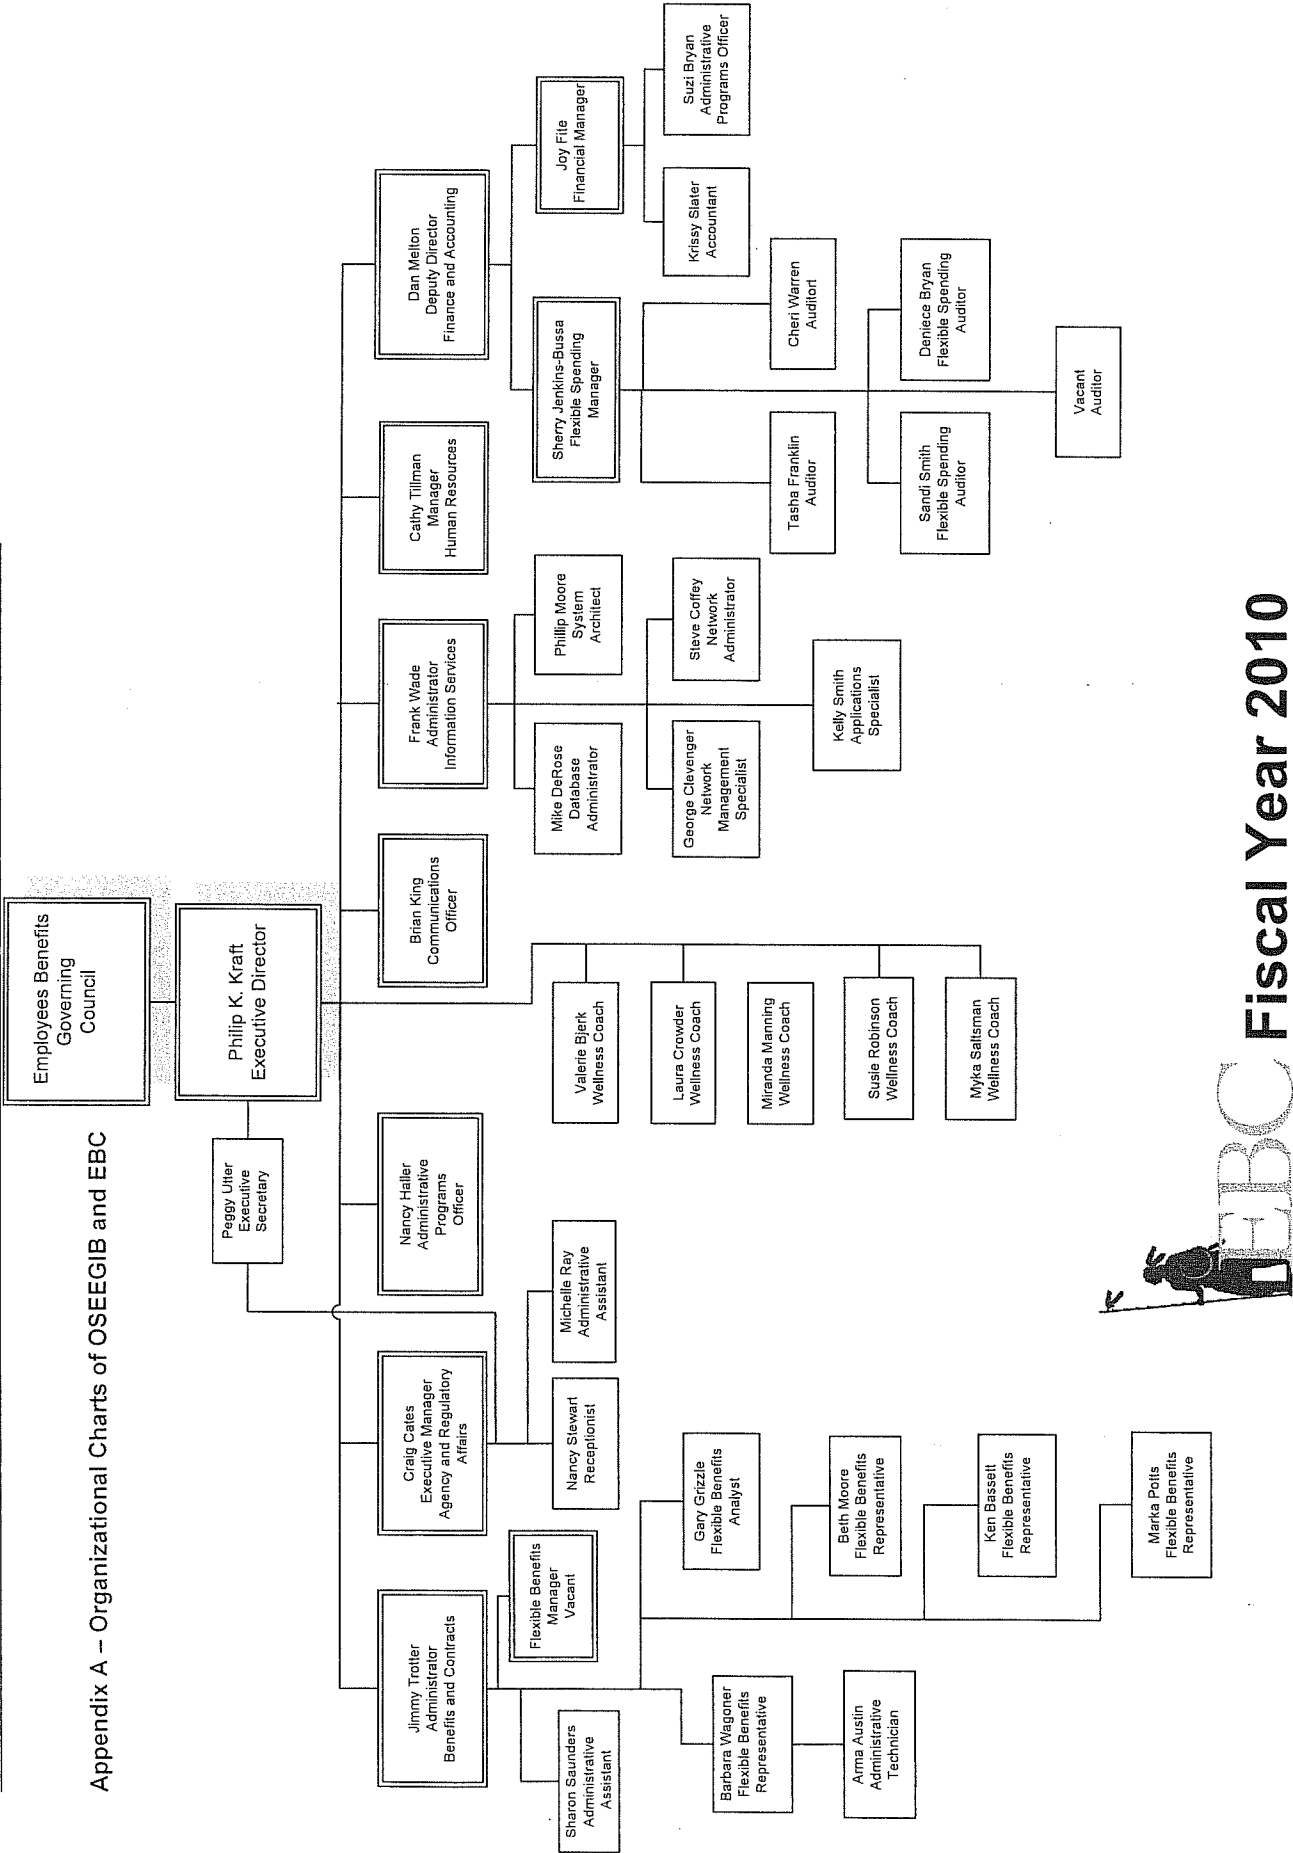 Appendix A – Organizational Charts of OSEEGIB and EBC
Employees Benefits
Governing
Council
Philip K. Kraft
Executive Director
Peggy Utter
Executive
Secretary
Jimmy Trotter
Administrator
Benefits and Contracts
Craig Cates
Executive Manager
Agency and Regulatory
Affairs
Nancy Haller
Administrative
Programs
Officer
Brian King
Communications
Officer
Frank Wade
Administrator
Information Services
Cathy Tillman
Manager
Human Resources
Dan Melton
Deputy Director
Finance and Accounting
Sharon Saunders
Administrative
Assistant
Flexible Benefits
Manager
Vacant
Nancy Stewart
Receptionist
Michelle Ray
Administrative
Assistant
Valerie Bjerk
Wellness Coach
Laura Crowder
Wellness Coach
Miranda Manning
Wellness Coach
Susie Robinson
Wellness Coach
Myka Saltsman
Wellness Coach
Mike DeRose
Database
Administrator
Phillip Moore
System
Architect
George Clevenger
Network
Management
Specialist
Steve Coffey
Network
Administrator
Kelly Smith
Applications
Specialist
Sherry Jenkins-Bussa
Flexible Spending
Manager
Joy Fite
Financial Manager
Krissy Slater
Accountant
Suzi Bryan
Administrative
Programs Officer
Tasha Franklin
Auditor
Cheri Warren
Auditort
Sandi Smith
Flexible Spending
Auditor
Deniece Bryan
Flexible Spending
Auditor
Vacant
Auditor
Barbara Wagoner
Flexible Benefits
Representative
Arma Austin
Administrative
Technician
Gary Grizzle
Flexible Benefits
Analyst
Beth Moore
Flexible Benefits
Representative
Ken Bassett
Flexible Benefits
Representative
Marka Potts
Flexible Benefits
Representative
EBC Fiscal Year 2010